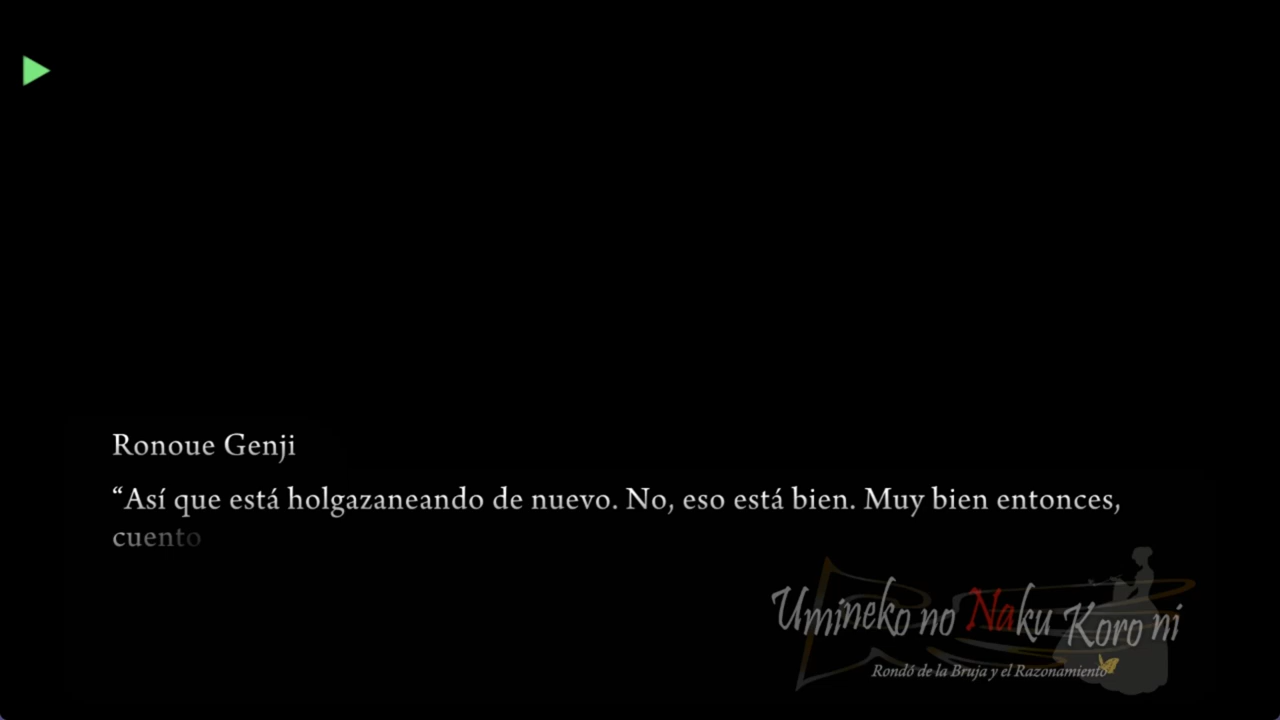 Ronoue Genji
“Así que está holgazaneando de nuevo. No, eso está bien. Muy bien entonces,
cuento
Umineko no Naku Koro ni
Rondó de la Bruja y el Razonamiento